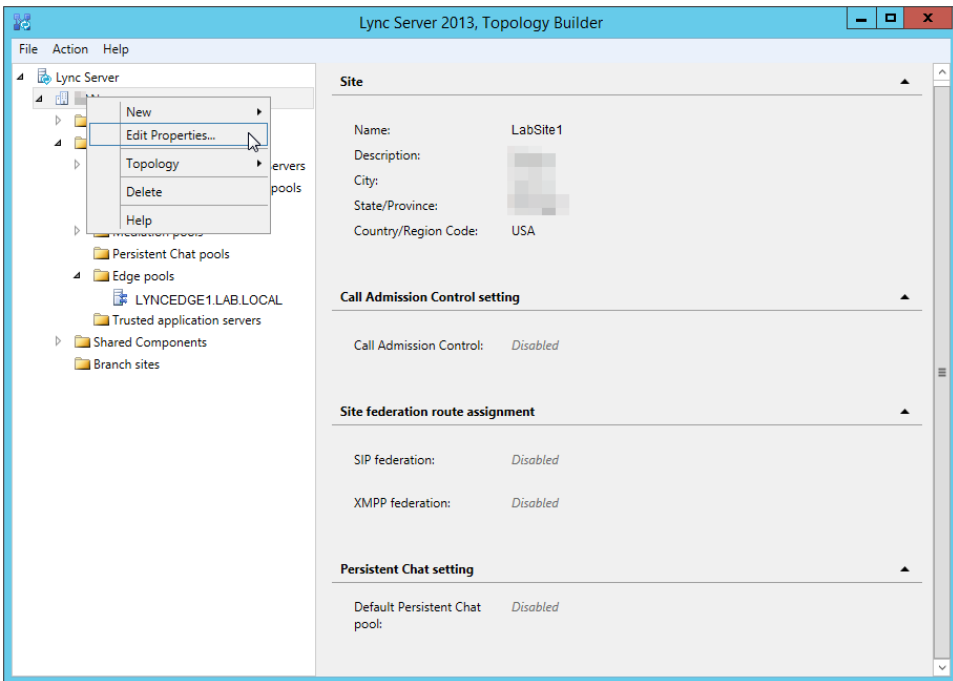 Lync Server 2013, Topology Builder
File Action Help
Lync Server
New
Edit Properties...
Topology
Delete
Help
ervers
pools
Mediation pools
Persistent Chat pools
Edge pools
LYNCEDGE1.LAB.LOCAL
Trusted application servers
Shared Components
Branch sites
Site
Name: LabSite1
Description:
City:
State/Province:
Country/Region Code: USA
Call Admission Control setting
Call Admission Control: Disabled
Site federation route assignment
SIP federation: Disabled
XMPP federation: Disabled
Persistent Chat setting
Default Persistent Chat Disabled
pool: